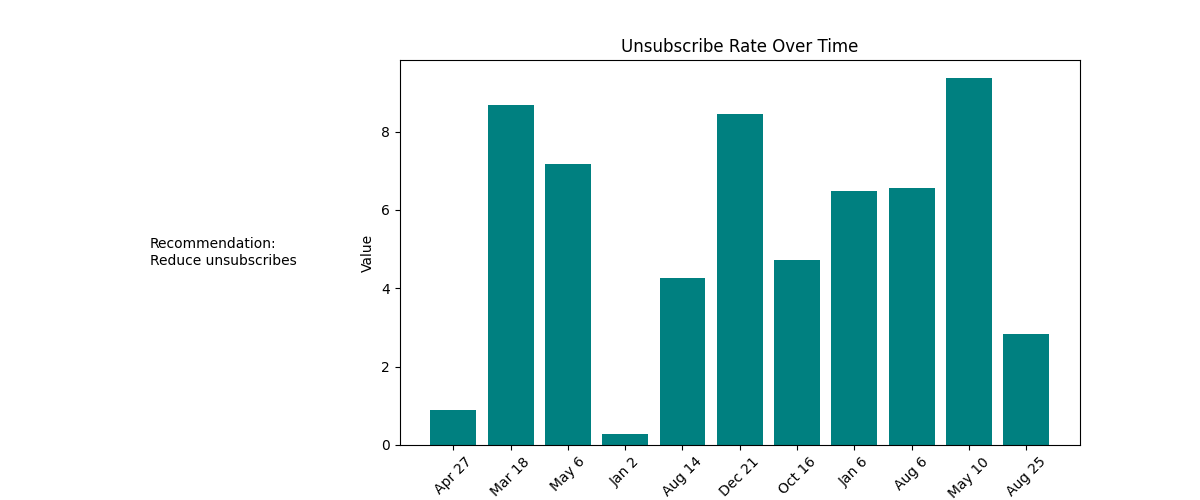 Unsubscribe Rate Over Time
Recommendation:
Reduce unsubscribes
Value
8
6
4
2
0
Apr 27
Mar 18
May 6
Jan 2
Aug 14
Dec 21
Oct 16
Jan 6
Aug 6
May 10
Aug 25